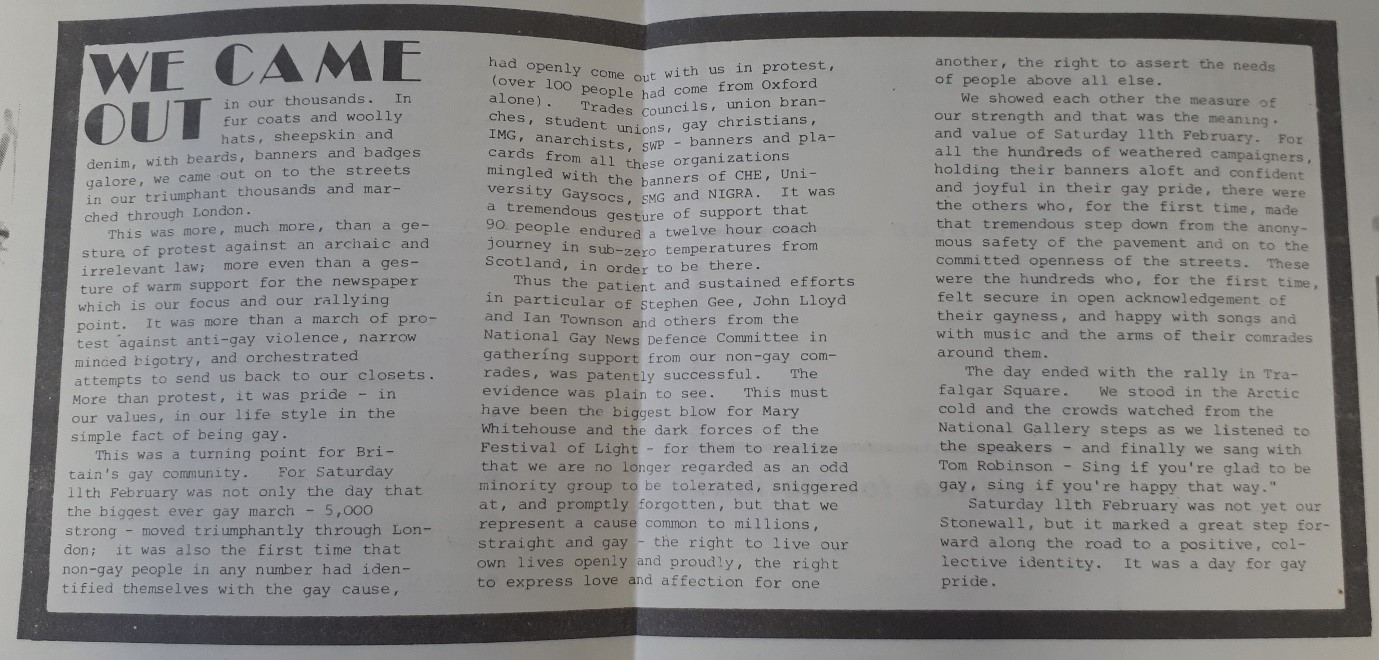 WE CAME
OUT in our thousands. In
fur coats and woolly
hats, sheepskin and
denim, with beards, banners and badges
galore, we came out on to the streets
in our triumphant thousands and mar-
ched through London.
This was more, much more, than a ge-
sture of protest against an archaic and
irrelevant law; more even than a ges-
ture of warm support for the newspaper
which is our focus and our rallying
point. It was more than a march of pro-
test against anti-gay violence, narrow
minded bigotry, and orchestrated
attempts to send us back to our closets.
More than protest, it was pride - in
our values, in our life style in the
simple fact of being gay.
This was a turning point for Bri-
tain's gay community. For Saturday
11th February was not only the day that
the biggest ever gay march - 5,000
strong - moved triumphantly through Lon-
don; it was also the first time that
non-gay people in any number had iden-
tified themselves with the gay cause,
had openly come out with us in protest,
(over 100 people had come from Oxford
alone). Trades Councils, union bran-
ches, student unions, gay christians,
IMG, anarchists, SWP - banners and pla-
cards from all these organizations
mingled with the banners of CHE, Uni-
versity Gaysocs, SMG and NIGRA. It was
a tremendous gesture of support that
90 people endured a twelve hour coach
journey in sub-zero temperatures from
Scotland, in order to be there.
Thus the patient and sustained efforts
in particular of Stephen Gee, John Lloyd
and Ian Townson and others from the
National Gay News Defence Committee in
gathering support from our non-gay com-
rades, was patently successful. The
evidence was plain to see. This must
have been the biggest blow for Mary
Whitehouse and the dark forces of the
Festival of Light - for them to realize
that we are no longer regarded as an odd
minority group to be tolerated, sniggered
at, and promptly forgotten, but that we
represent a cause common to millions,
straight and gay - the right to live our
own lives openly and proudly, the right
to express love and affection for one
another, the right to assert the needs
of people above all else.
We showed each other the measure of
our strength and that was the meaning.
and value of Saturday 11th February. For
all the hundreds of weathered campaigners,
holding their banners aloft and confident
and joyful in their gay pride, there were
the others who, for the first time, made
that tremendous step down from the anony-
mous safety of the pavement and on to the
committed openness of the streets. These
were the hundreds who, for the first time,
felt secure in open acknowledgement of
their gayness, and happy with songs and
with music and the arms of their comrades
around them.
The day ended with the rally in Tra-
falgar Square. We stood in the Arctic
cold and the crowds watched from the
National Gallery steps as we listened to
the speakers - and finally we sang with
Tom Robinson - Sing if you're glad to be
gay, sing if you're happy that way."
Saturday 11th February was not yet our
Stonewall, but it marked a great step for-
ward along the road to a positive, col-
lective identity. It was a day for gay
pride.